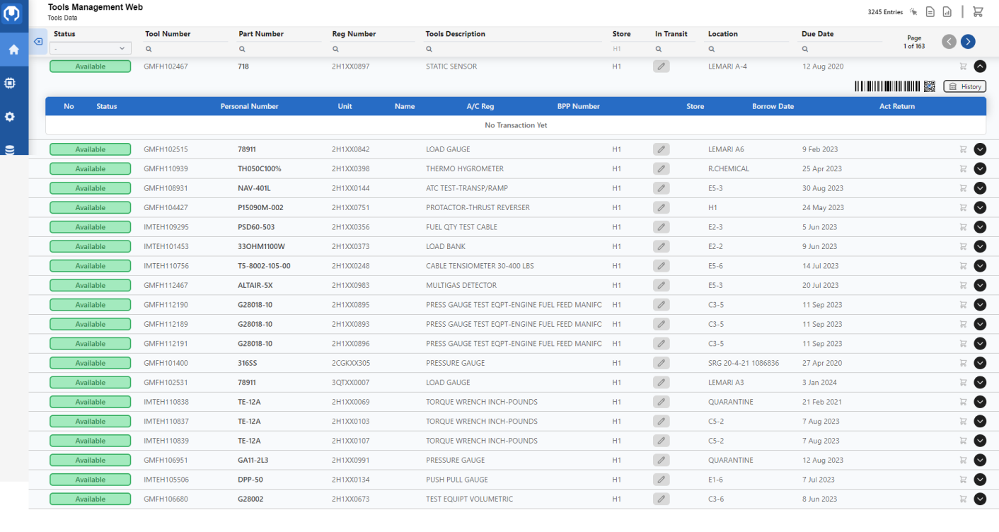 Tools Management Web
Tools Data
3245 Entries
Status Tool Number Part Number Reg Number Tools Description Store In Transit Location Due Date
Page
1 of 163
- H1
Available GMFH102467 718 2H1XX0897 STATIC SENSOR H1 LEMARI A-4 12 Aug 2020
History
No Status Personal Number Unit Name A/C Reg BPP Number Store Borrow Date Act Return
No Transaction Yet
Available GMFH102515 78911 2H1XX0842 LOAD GAUGE H1 LEMARI A6 9 Feb 2023
Available GMFH110939 TH050C100% 2H1XX0398 THERMO HYGROMETER H1 R.CHEMICAL 25 Apr 2023
Available GMFH108931 NAV-401L 2H1XX0144 ATC TEST-TRANSP/RAMP H1 E5-3 30 Aug 2023
Available GMFH104427 P15090M-002 2H1XX0751 PROTACTOR-THRUST REVERSER H1 H1 24 May 2023
Available IMTEH109295 PSD60-503 2H1XX0356 FUEL QTY TEST CABLE H1 E2-3 5 Jun 2023
Available IMTEH101453 33OHM1100W 2H1XX0373 LOAD BANK H1 E2-2 9 Jun 2023
Available IMTEH110756 T5-8002-105-00 2H1XX0248 CABLE TENSIOMETER 30-400 LBS H1 E5-6 14 Jul 2023
Available GMFH112467 ALTAIR-5X 2H1XX0983 MULTIGAS DETECTOR H1 E5-3 20 Jul 2023
Available GMFH112190 G28018-10 2H1XX0895 PRESS GAUGE TEST EQPT-ENGINE FUEL FEED MANIFC H1 C3-5 11 Sep 2023
Available GMFH112189 G28018-10 2H1XX0893 PRESS GAUGE TEST EQPT-ENGINE FUEL FEED MANIFC H1 C3-5 11 Sep 2023
Available GMFH112191 G28018-10 2H1XX0896 PRESS GAUGE TEST EQPT-ENGINE FUEL FEED MANIFC H1 C3-5 11 Sep 2023
Available GMFH101400 316SS 2CGKXX305 PRESSURE GAUGE H1 SRG 20-4-21 1086836 27 Apr 2020
Available GMFH102531 78911 3QTXX0007 LOAD GAUGE H1 LEMARI A3 3 Jan 2024
Available IMTEH110838 TE-12A 2H1XX0069 TORQUE WRENCH INCH-POUNDS H1 QUARANTINE 21 Feb 2021
Available IMTEH110837 TE-12A 2H1XX0103 TORQUE WRENCH INCH-POUNDS H1 C5-2 7 Aug 2023
Available IMTEH110839 TE-12A 2H1XX0107 TORQUE WRENCH INCH-POUNDS H1 C5-2 7 Aug 2023
Available GMFH106951 GA11-2L3 2H1XX0991 PRESSURE GAUGE H1 QUARANTINE 12 Aug 2023
Available IMTEH105506 DPP-50 2H1XX0134 PUSH PULL GAUGE H1 E1-6 7 Jul 2023
Available GMFH106680 G28002 2H1XX0673 TEST EQUIPT VOLUMETRIC H1 C3-6 8 Jun 2023